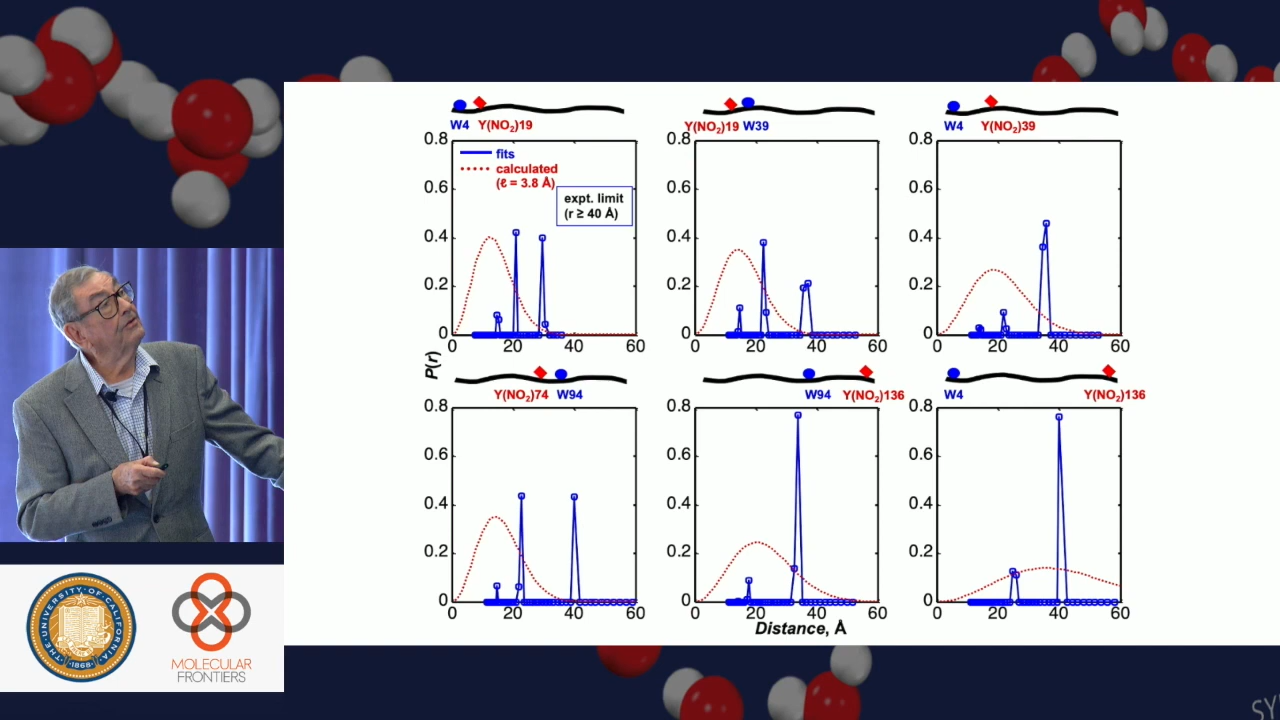 W4 Y(NO2)19
Y(NO2)19 W39
W4 Y(NO2)39
0.8
0.6
0.4
0.2
0
0 20 40 60
fits
calculated
(ℓ = 3.8 Å)
expt. limit
(r ≥ 40 Å)
0.8
0.6
0.4
0.2
0
0 20 40 60
0.8
0.6
0.4
0.2
0
0 20 40 60
P(r)
Y(NO2)74 W94
W94 Y(NO2)136
W4 Y(NO2)136
0.8
0.6
0.4
0.2
0
0 20 40 60
0.8
0.6
0.4
0.2
0
0 20 40 60
0.8
0.6
0.4
0.2
0
0 20 40 60
Distance, Å
UNIVERSITY OF CALIFORNIA
1868
MOLECULAR
FRONTIERS
SY